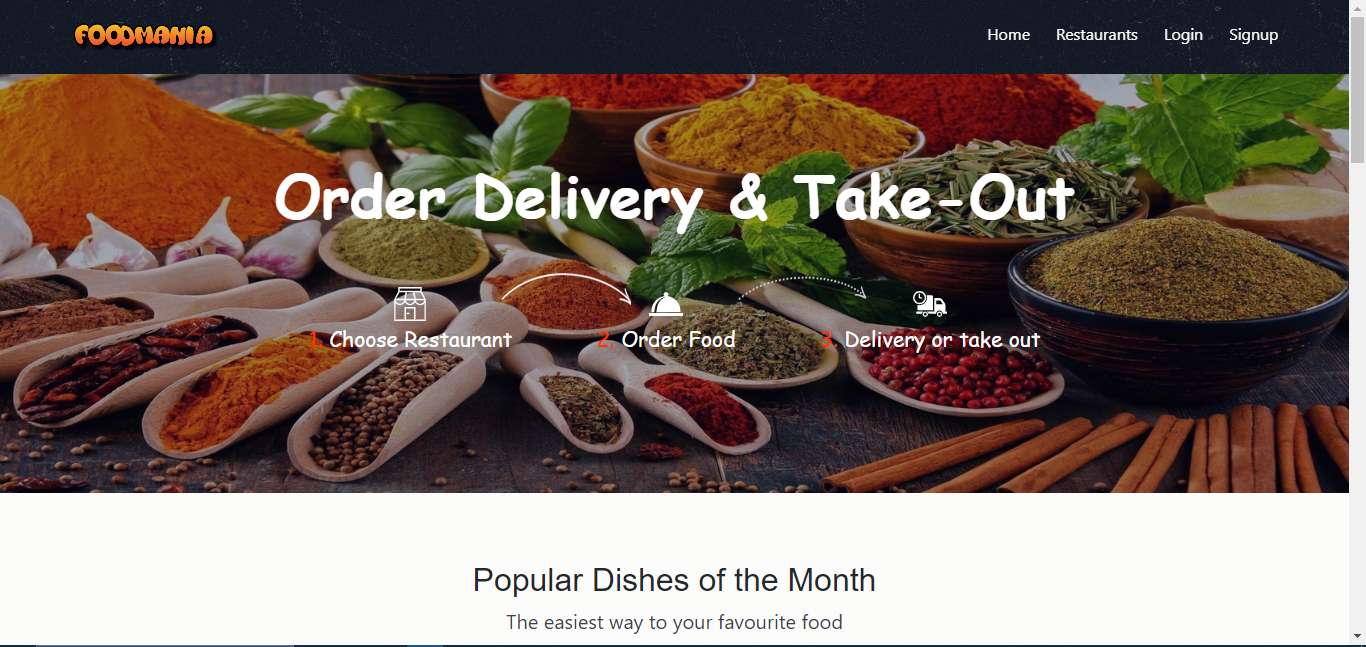 FOODMANIA
Home Restaurants Login Signup
Order Delivery & Take-Out
1. Choose Restaurant 2. Order Food 3. Delivery or take out
Popular Dishes of the Month
The easiest way to your favourite food